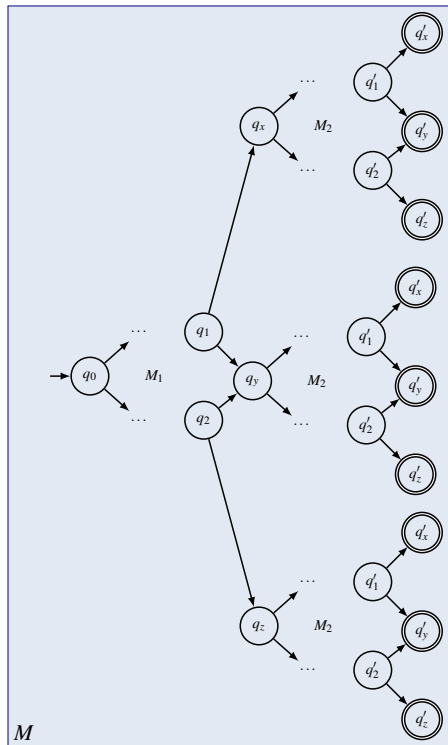 q′x
… q′1
qx M2 q′y
… q′2
q′z
q′x
… q1 … q′1
q0 M1 qy M2 q′y
… q2 … q′2
q′z
q′x
… q′1
qz M2 q′y
… q′2
M q′z